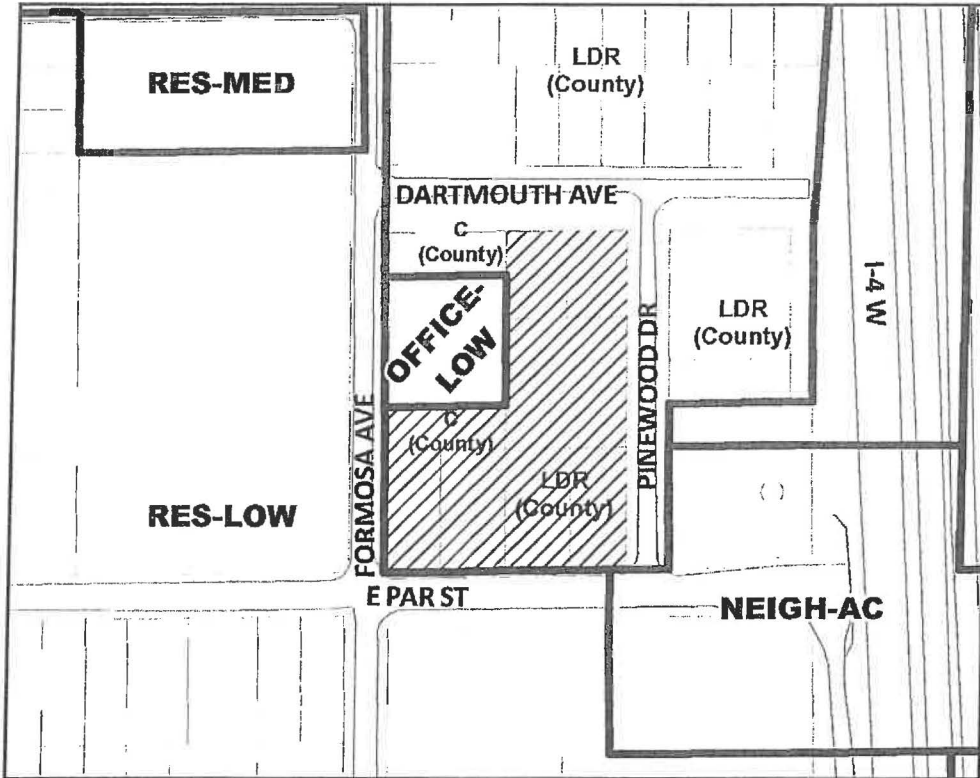 RES-MED
LDR
(County)
DARTMOUTH AVE
C
(County)
OFFICE-
LOW
I-4 W
LDR
(County)
PINEWOOD DR
FORMOSA AVE
C
(County)
LDR
(County)
RES-LOW
E PAR ST
NEIGH-AC